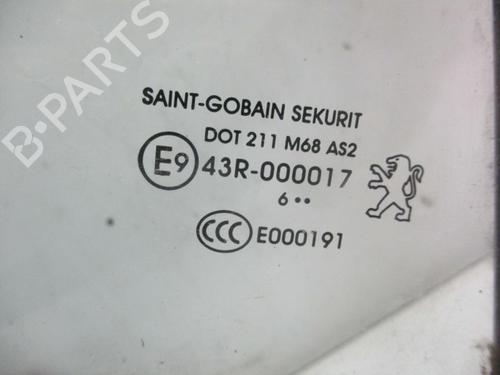 B-PARTS
SAINT-GOBAIN SEKURIT
DOT 211 M68 AS2
E9 43R-000017
6 ••
CCC E000191